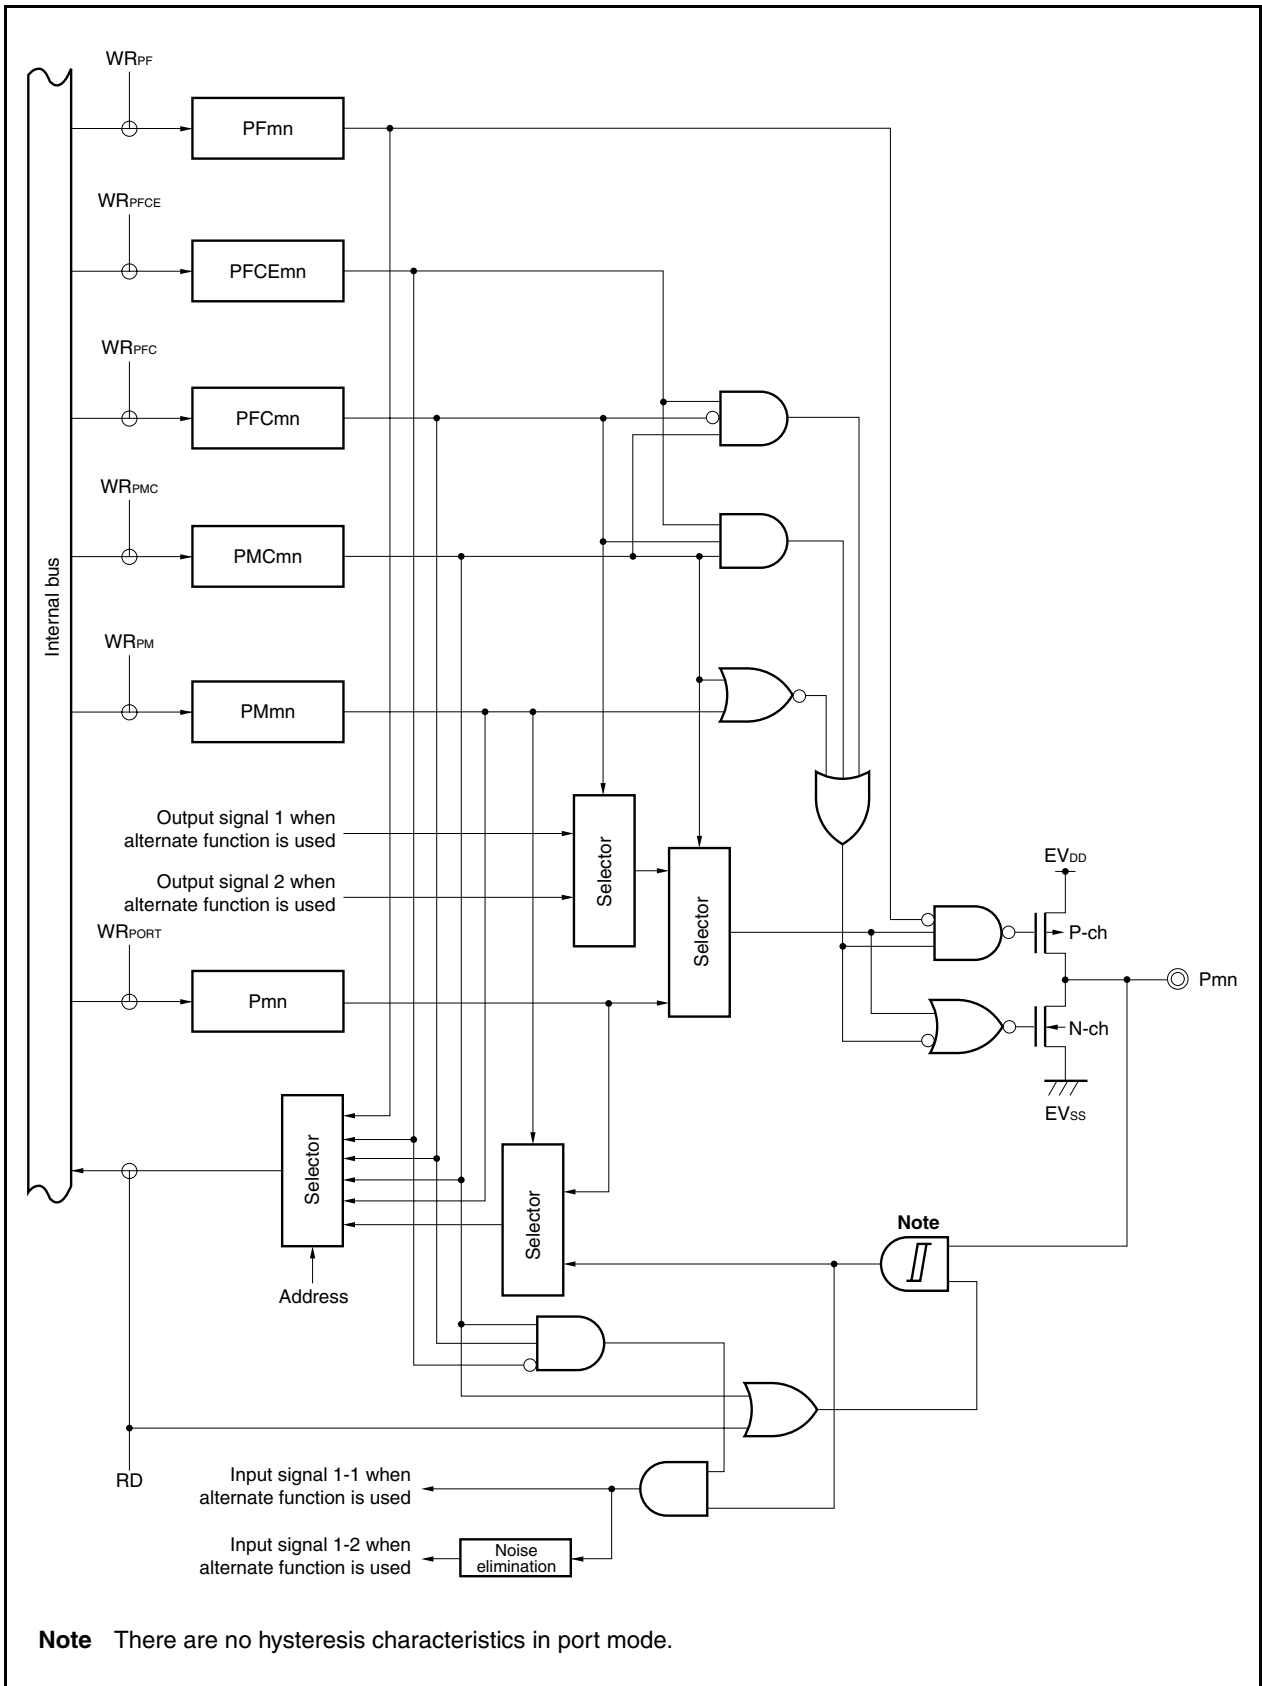 WRPF
PFmn
WRPFCE
PFCEmn
WRPFC
PFCmn
WRPMC
PMCmn
Internal bus
WRPM
PMmn
Output signal 1 when
alternate function is used
Output signal 2 when
alternate function is used
Selector
Selector
WRPORT
Pmn
EVDD
P-ch
Pmn
N-ch
EVSS
Selector
Selector
Address
Note
RD
Input signal 1-1 when
alternate function is used
Input signal 1-2 when
alternate function is used
Noise
elimination
Note There are no hysteresis characteristics in port mode.